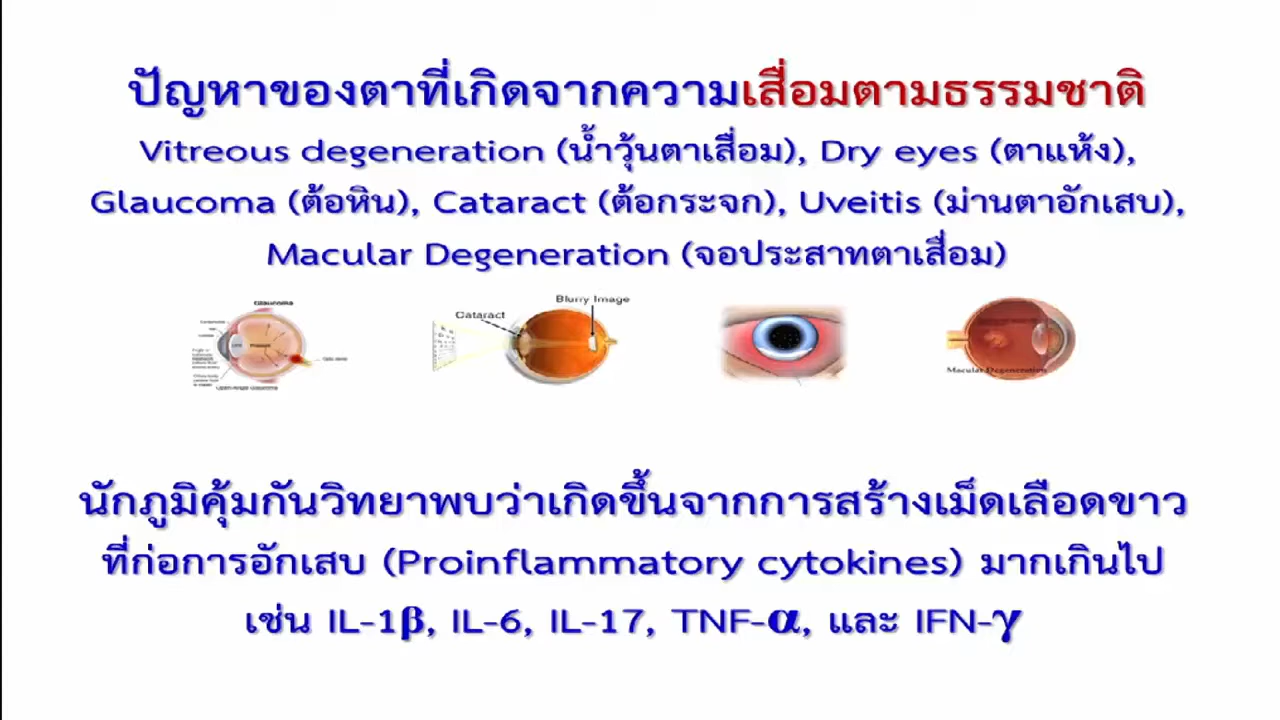 ปัญหาของตาที่เกิดจากความเสื่อมตามธรรมชาติ
Vitreous degeneration (น้ำวุ้นตาเสื่อม), Dry eyes (ตาแห้ง),
Glaucoma (ต้อหิน), Cataract (ต้อกระจก), Uveitis (ม่านตาอักเสบ),
Macular Degeneration (จอประสาทตาเสื่อม)
Glaucoma
Cataract
Blurry Image
Optic nerve
Open-Angle Glaucoma
Macular Degeneration
นักภูมิคุ้มกันวิทยาพบว่าเกิดขึ้นจากการสร้างเม็ดเลือดขาว
ที่ก่อการอักเสบ (Proinflammatory cytokines) มากเกินไป
เช่น IL-1β, IL-6, IL-17, TNF-α, และ IFN-γ